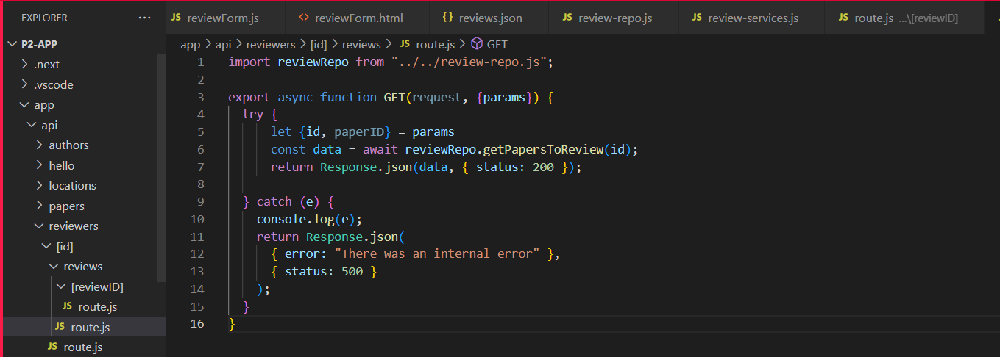 EXPLORER ...
reviewForm.js
reviewForm.html
reviews.json
review-repo.js
review-services.js
route.js ...\[reviewID]
P2-APP
.next
.vscode
app
api
authors
hello
locations
papers
reviewers
[id]
reviews
[reviewID]
JS route.js
JS route.js
JS route.js
app > api > reviewers > [id] > reviews > JS route.js > GET
1 import reviewRepo from "../../review-repo.js";
2
3 export async function GET(request, {params}) {
4 try {
5 let {id, paperID} = params
6 const data = await reviewRepo.getPapersToReview(id);
7 return Response.json(data, { status: 200 });
8
9 } catch (e) {
10 console.log(e);
11 return Response.json(
12 { error: "There was an internal error" },
13 { status: 500 }
14 );
15 }
16 }